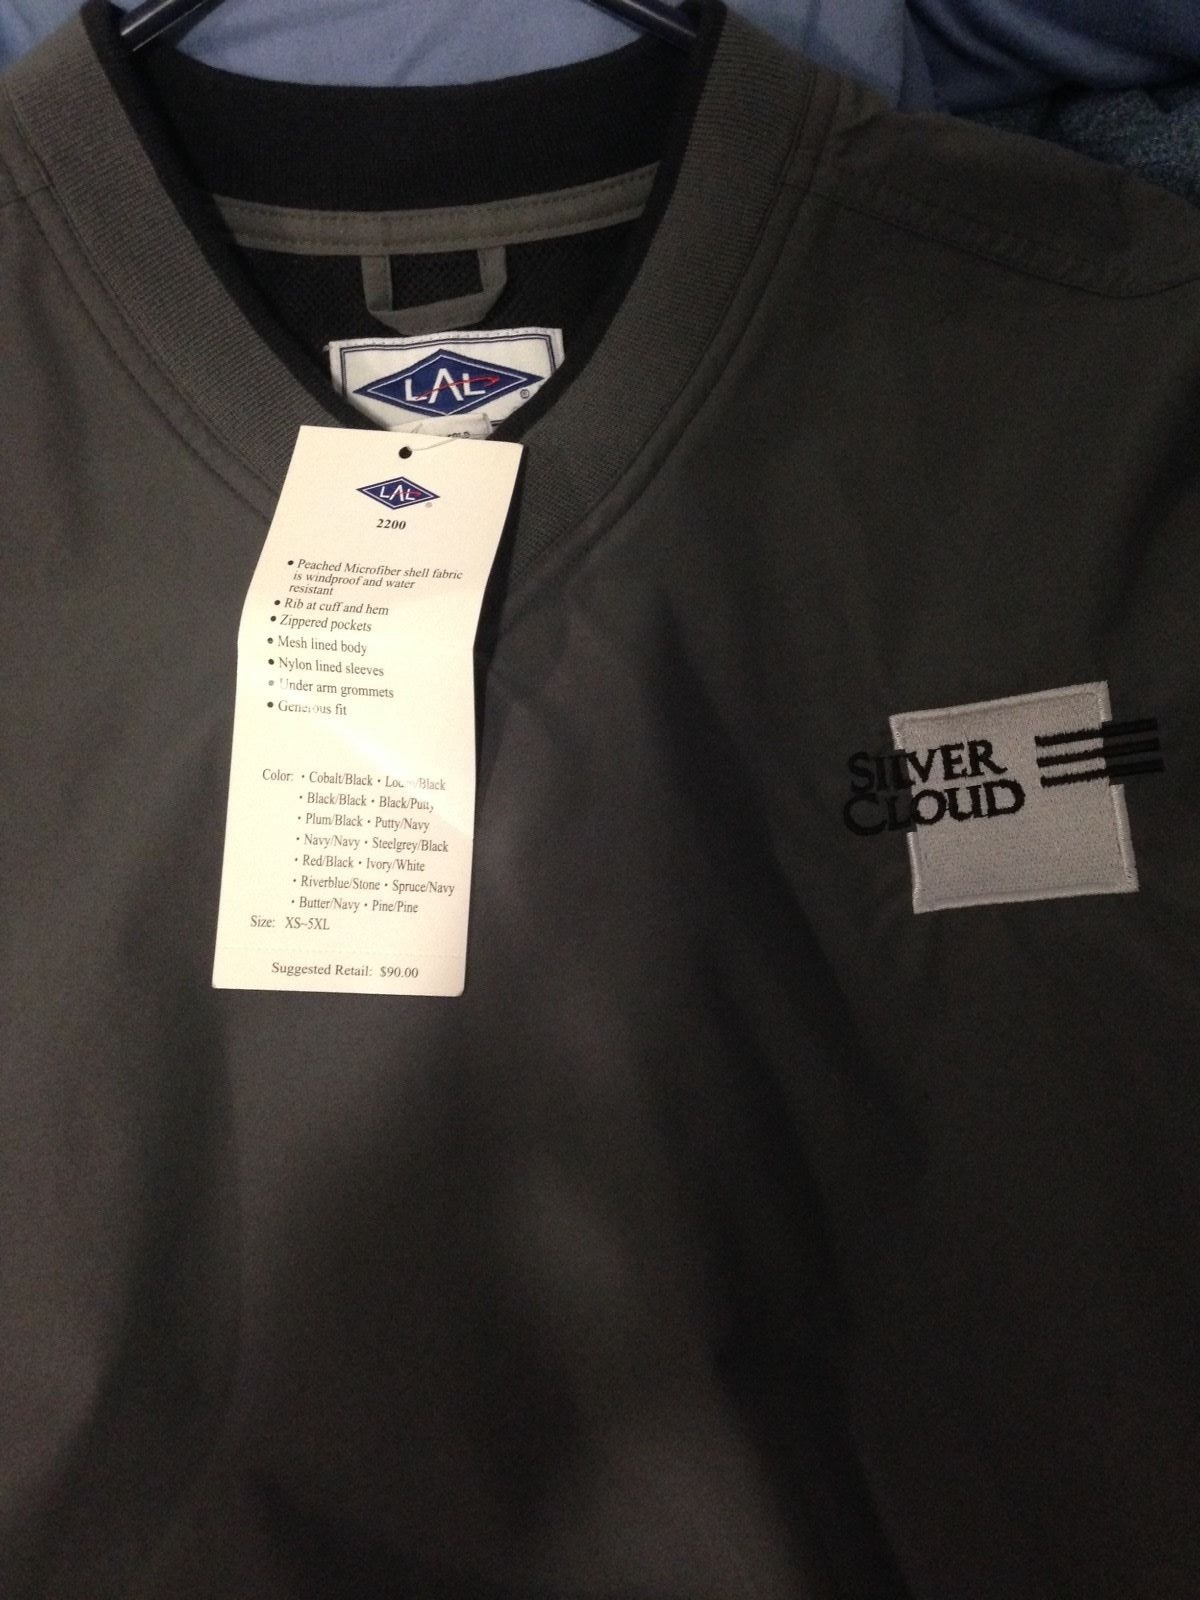 LAL
®
LAL
®
2200
• Peached Microfiber shell fabric
is windproof and water
resistant
• Rib at cuff and hem
• Zippered pockets
• Mesh lined body
• Nylon lined sleeves
• Under arm grommets
• Generous fit
Color: • Cobalt/Black • /Black
• Black/Black • Black/Putty
• Plum/Black • Putty/Navy
• Navy/Navy • Steelgrey/Black
• Red/Black • Ivory/White
• Riverblue/Stone • Spruce/Navy
• Butter/Navy • Pine/Pine
Size: XS~5XL
Suggested Retail: $90.00
SILVER
CLOUD